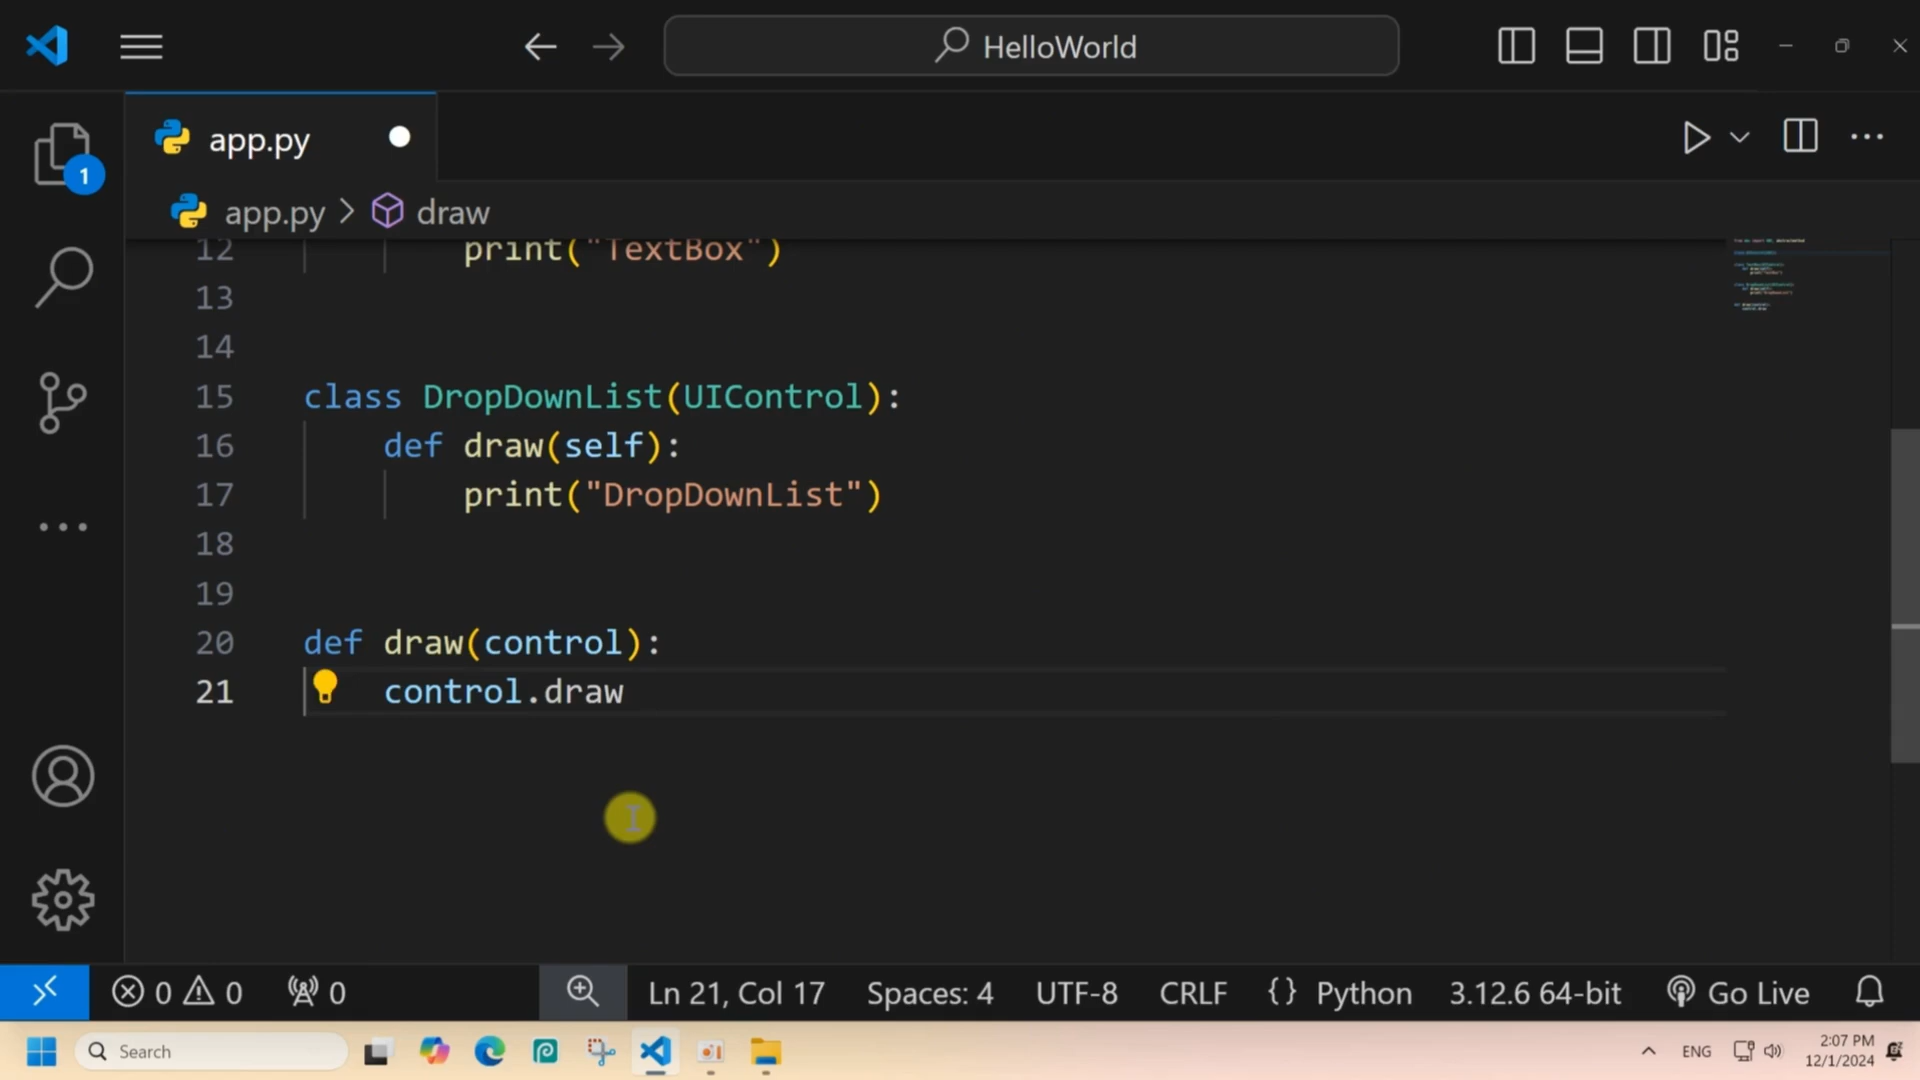 HelloWorld
app.py
app.py > draw
12 print("TextBox")
13
14
15 class DropDownList(UIControl):
16 def draw(self):
17 print("DropDownList")
18
19
20 def draw(control):
21 control.draw
1
0 0 0 Ln 21, Col 17 Spaces: 4 UTF-8 CRLF {} Python 3.12.6 64-bit Go Live
Search ENG 2:07 PM
12/1/2024